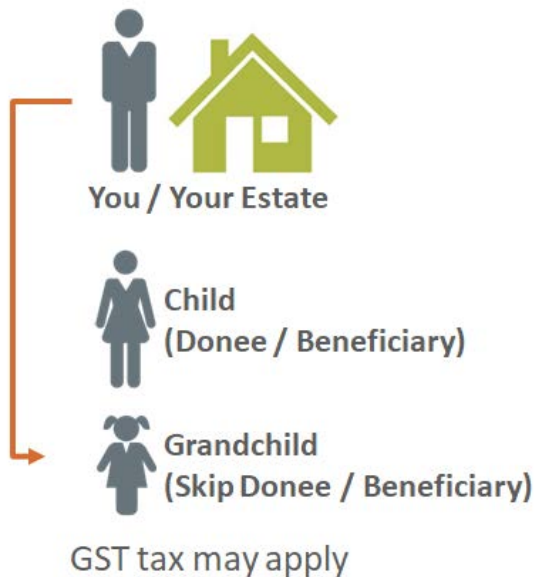 You / Your Estate
Child
(Donee / Beneficiary)
Grandchild
(Skip Donee / Beneficiary)
GST tax may apply